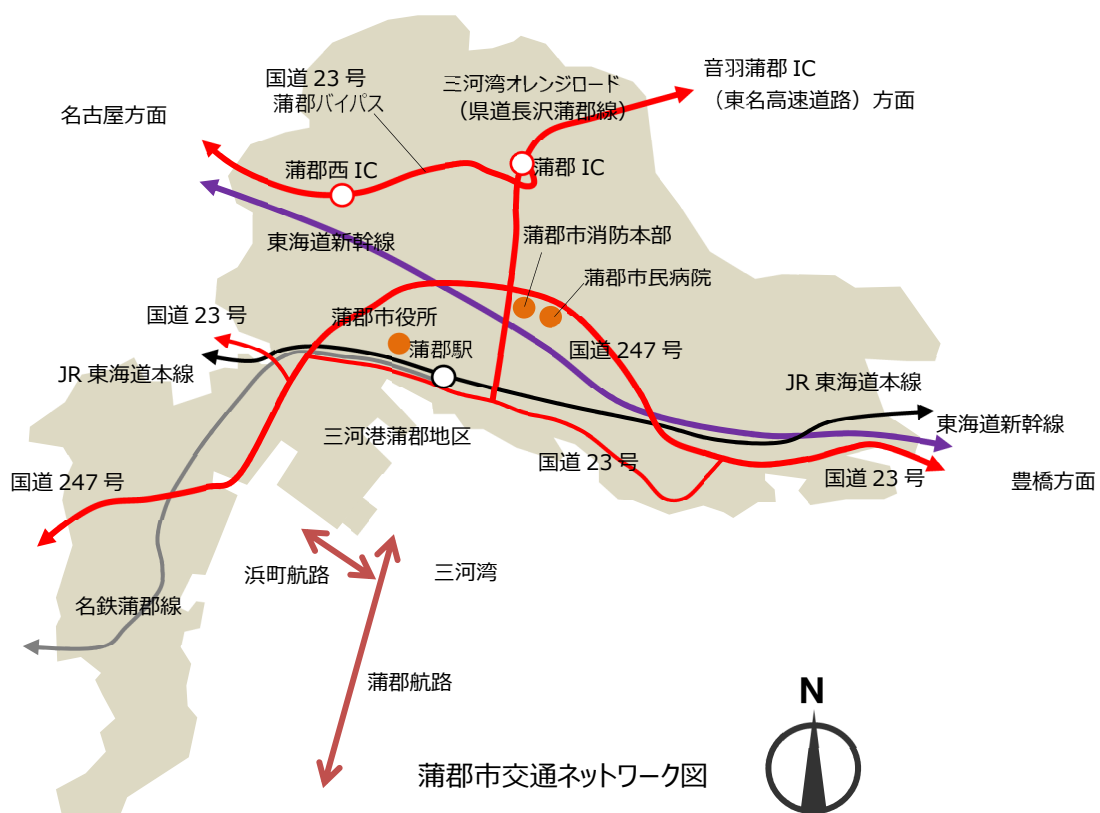 国道 23 号
蒲郡バイパス
三河湾オレンジロード
（県道長沢蒲郡線）
音羽蒲郡 IC
（東名高速道路）方面
名古屋方面
蒲郡西 IC
蒲郡 IC
東海道新幹線
蒲郡市消防本部
蒲郡市民病院
国道 23 号
蒲郡市役所
蒲郡駅
国道 247 号
JR 東海道本線
JR 東海道本線
東海道新幹線
三河港蒲郡地区
国道 23 号
国道 23 号
豊橋方面
国道 247 号
浜町航路
三河湾
名鉄蒲郡線
蒲郡航路
N
蒲郡市交通ネットワーク図